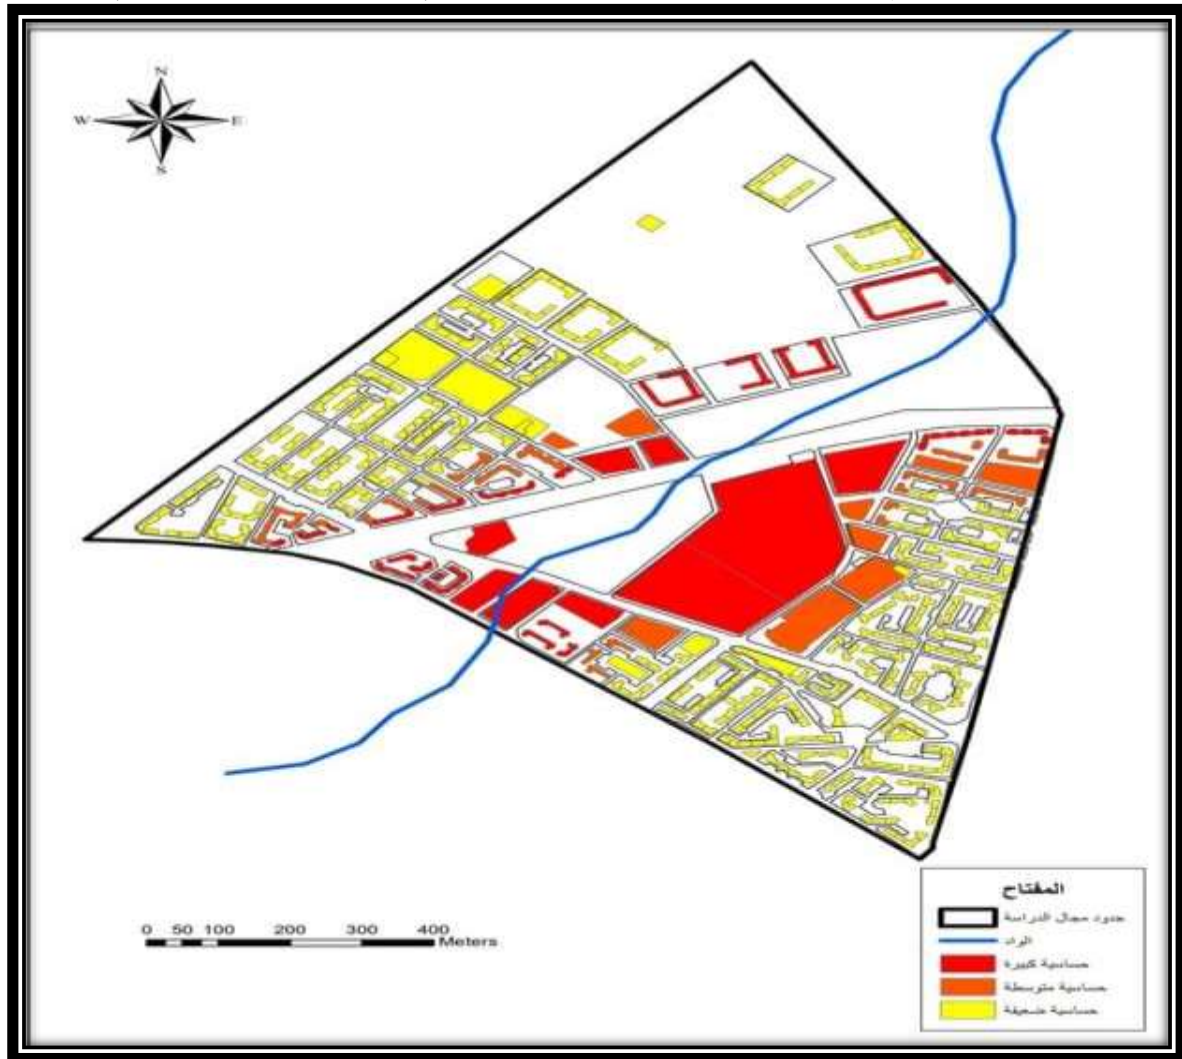 N
W E
S
0 50 100 200 300 400
Meters
المفتاح
حدود مجال الدراسة
الواد
حساسية كبيرة
حساسية متوسطة
حساسية ضعيفة